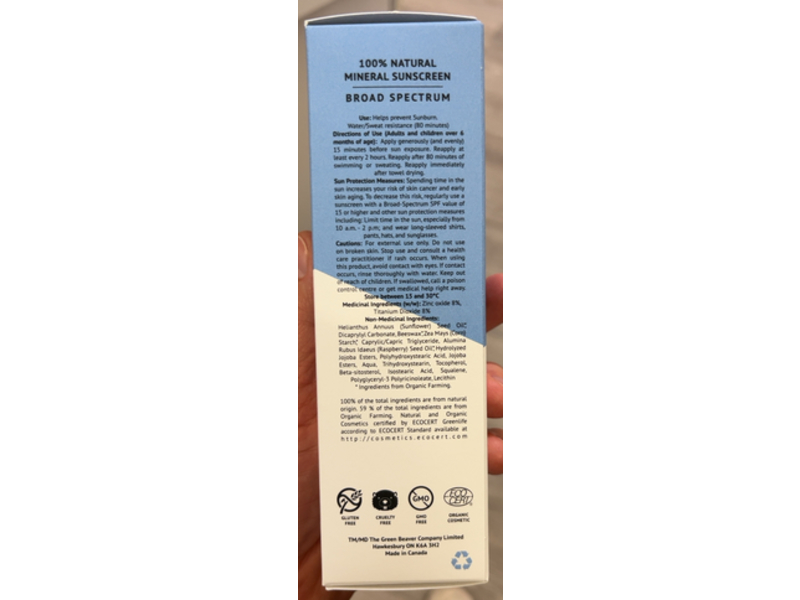 100% NATURAL
MINERAL SUNSCREEN
BROAD SPECTRUM
Use: Helps prevent Sunburn.
Water/Sweat resistance (80 minutes)
Directions of Use (Adults and children over 6
months of age): Apply generously (and evenly)
15 minutes before sun exposure. Reapply at
least every 2 hours. Reapply after 80 minutes of
swimming or sweating. Reapply immediately
after towel drying.
Sun Protection Measures: Spending time in the
sun increases your risk of skin cancer and early
skin aging. To decrease this risk, regularly use a
sunscreen with a Broad-Spectrum SPF value of
15 or higher and other sun protection measures
including: Limit time in the sun, especially from
10 a.m. - 2 p.m; and wear long-sleeved shirts,
pants, hats, and sunglasses.
Cautions: For external use only. Do not use
on broken skin. Stop use and consult a health
care practitioner if rash occurs. When using
this product, avoid contact with eyes. If contact
occurs, rinse thoroughly with water. Keep out
of reach of children. If swallowed, call a poison
control centre or get medical help right away.
Store between 15 and 30°C
Medicinal Ingredients (w/w): Zinc oxide 8%,
Titanium Dioxide 8%
Non-Medicinal Ingredients:
Helianthus Annuus (Sunflower) Seed Oil*,
Dicaprylyl Carbonate, Beeswax*, Zea Mays (Corn)
Starch*, Caprylic/Capric Triglyceride, Alumina
Rubus Idaeus (Raspberry) Seed Oil*, Hydrolyzed
Jojoba Esters, Polyhydroxystearic Acid, Jojoba
Esters, Aqua, Trihydroxystearin, Tocopherol,
Beta-sitosterol, Isostearic Acid, Squalene,
Polyglyceryl-3 Polyricinoleate, Lecithin
* Ingredients from Organic Farming.
100% of the total ingredients are from natural
origin. 59 % of the total ingredients are from
Organic Farming. Natural and Organic
Cosmetics certified by ECOCERT Greenlife
according to ECOCERT Standard available at
http://cosmetics.ecocert.com
GLUTEN FREE
CRUELTY FREE
GMO
GMO FREE
ECO CERT
ORGANIC COSMETIC
TM/MD The Green Beaver Company Limited
Hawkesbury ON K6A 3H2
Made in Canada